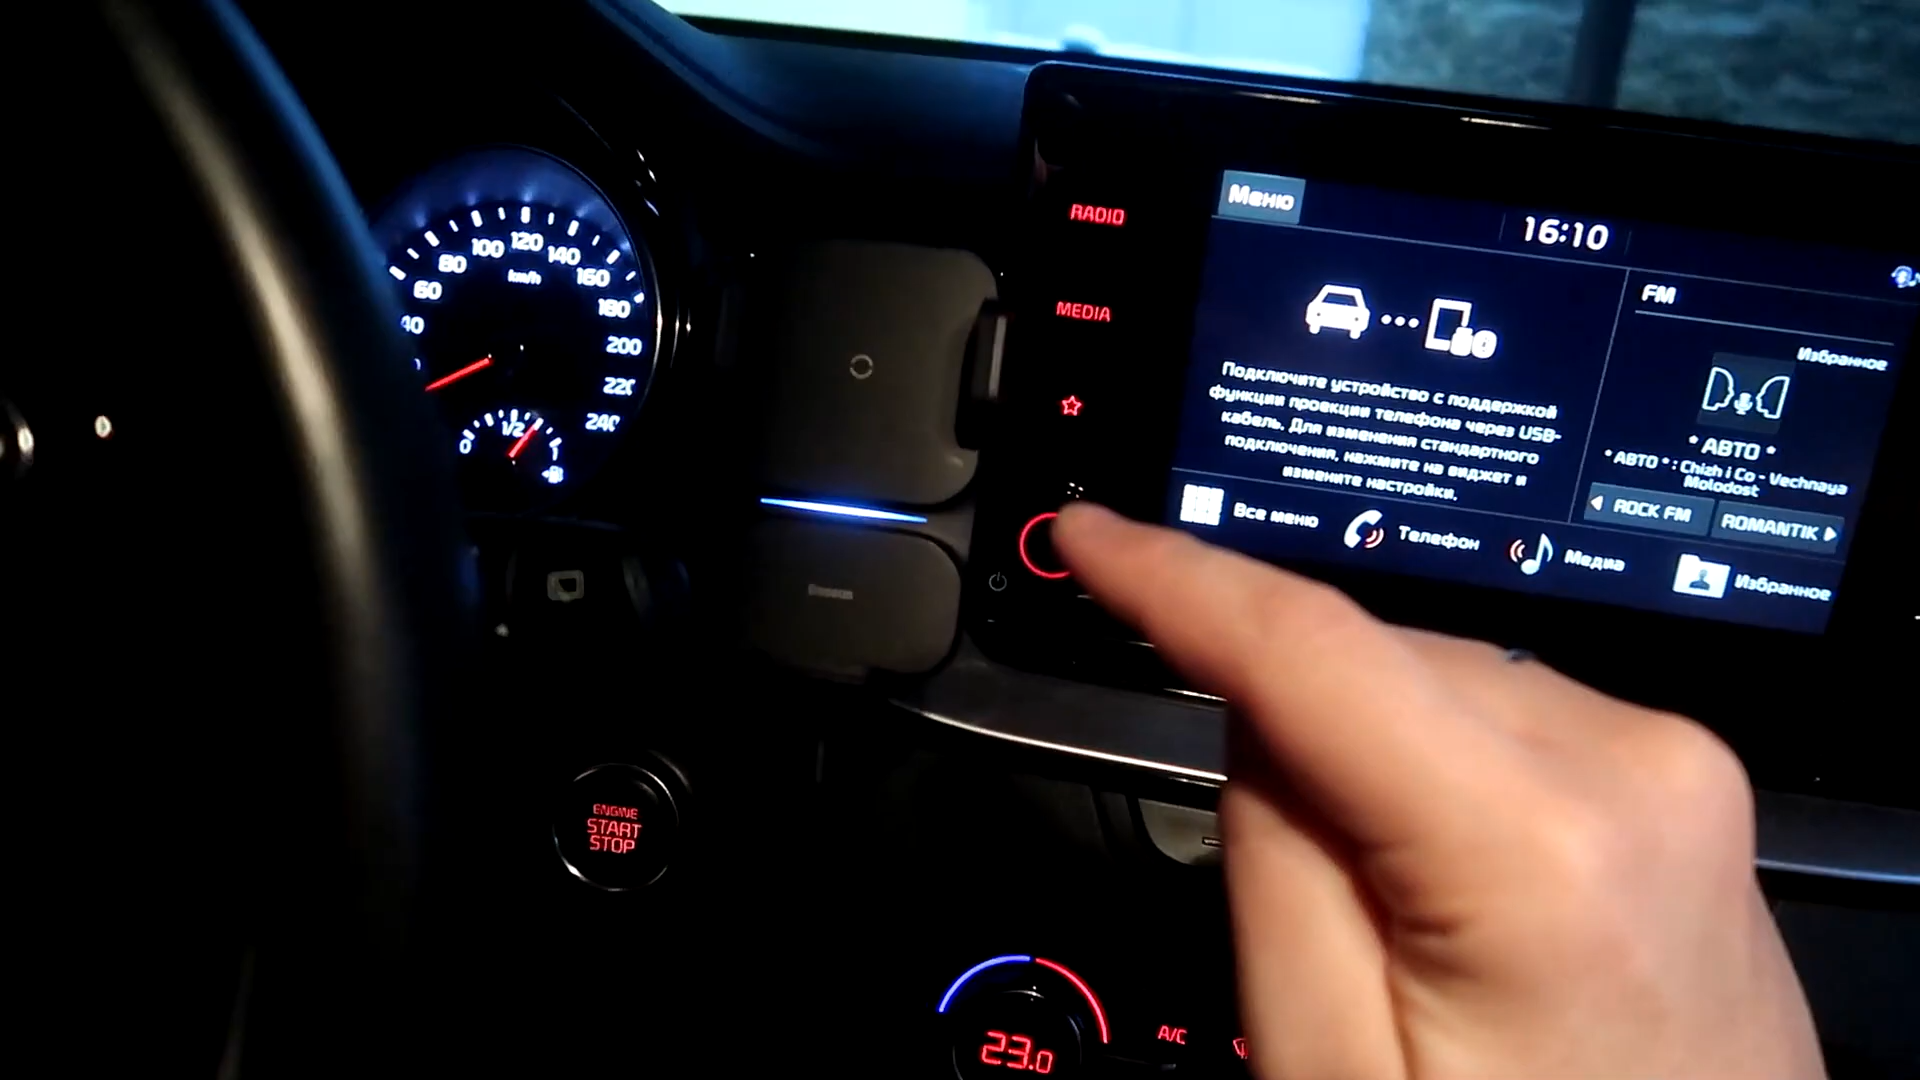 RADIO
MEDIA
Меню
16:10
FM
Избранное
Подключите устройство с поддержкой
функции проекции телефона через USB-
кабель. Для изменения стандартного
подключения, нажмите на виджет и
измените настройки.
* АВТО *
* АВТО * : Chizh i Co - Vechnaya
Molodost
ROCK FM
ROMANTIK
Все меню
Телефон
Медиа
Избранное
40
60
80
100
120
140
160
180
200
220
240
km/h
0
1/2
1
Baseus
ENGINE
START
STOP
23.0
A/C